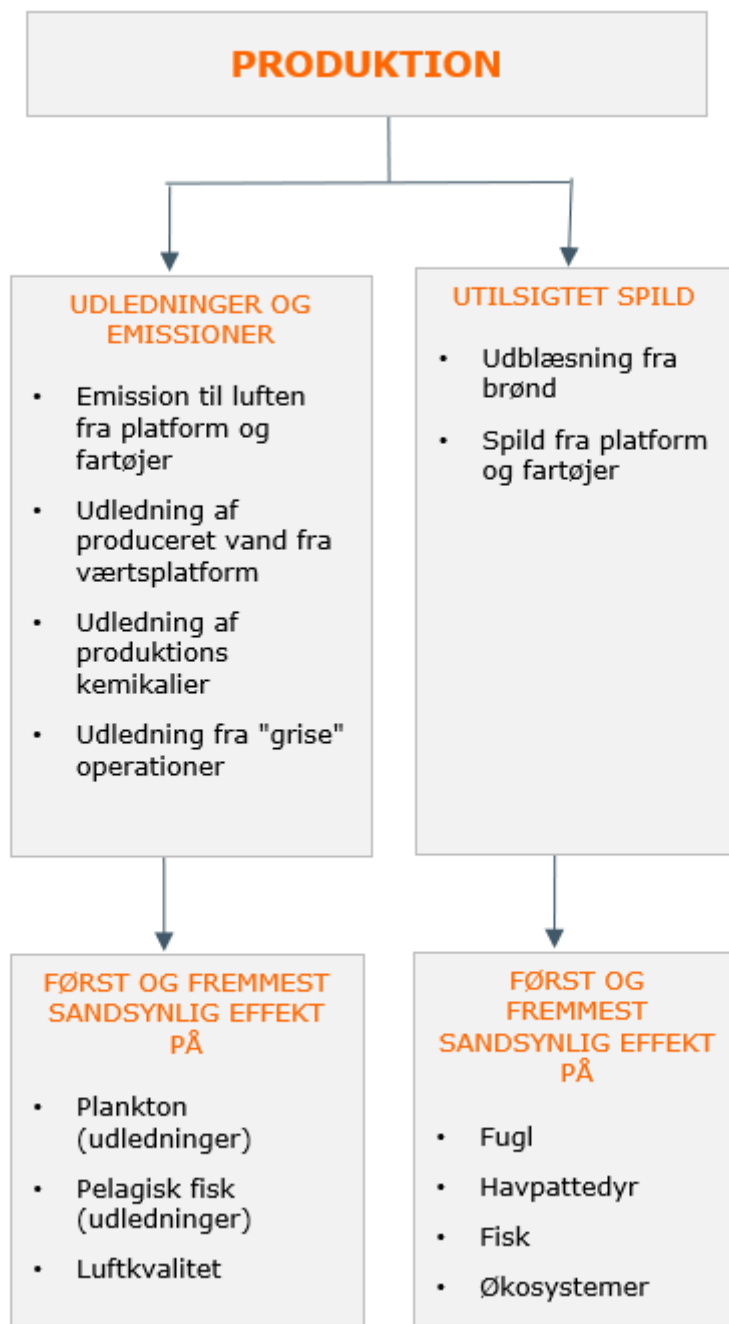 PRODUKTION
UDLEDNINGER OG
EMISSIONER
• Emission til luften
fra platform og
fartøjer
• Udledning af
produceret vand fra
værtsplatform
• Udledning af
produktions
kemikalier
• Udledning fra "grise"
operationer
UTILSIGTET SPILD
• Udblæsning fra
brønd
• Spild fra platform
og fartøjer
FØRST OG FREMMEST
SANDSYNLIG EFFEKT
PÅ
• Plankton
(udledninger)
• Pelagisk fisk
(udledninger)
• Luftkvalitet
FØRST OG
FREMMEST
SANDSYNLIG EFFEKT
PÅ
• Fugl
• Havpattedyr
• Fisk
• Økosystemer